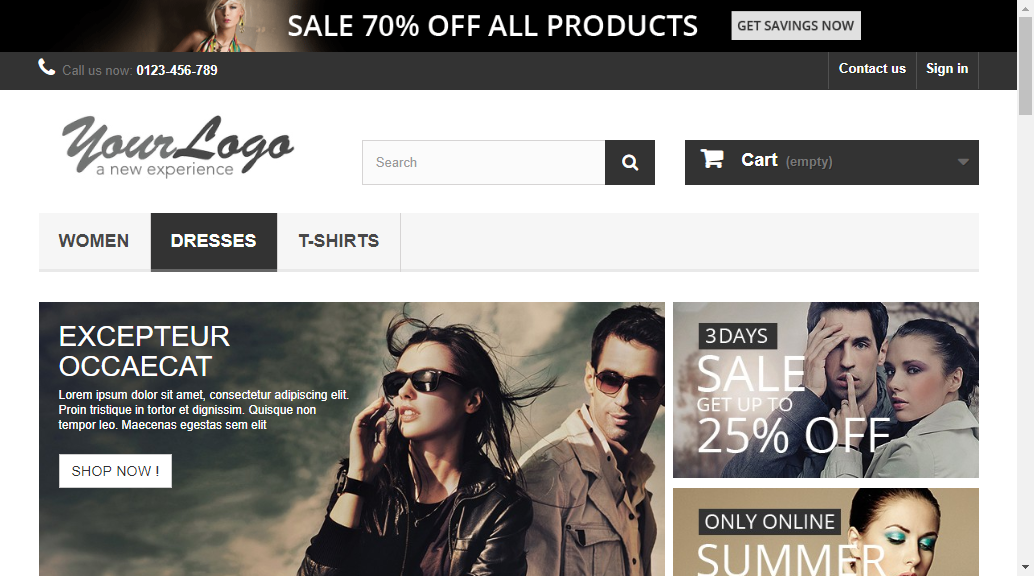 SALE 70% OFF ALL PRODUCTS
GET SAVINGS NOW
Call us now: 0123-456-789
Contact us
Sign in
YourLogo
a new experience
Search
Cart (empty)
WOMEN
DRESSES
T-SHIRTS
EXCEPTEUR
OCCAECAT
Lorem ipsum dolor sit amet, consectetur adipiscing elit.
Proin tristique in tortor et dignissim. Quisque non
tempor leo. Maecenas egestas sem elit
SHOP NOW !
3 DAYS
SALE
GET UP TO
25% OFF
ONLY ONLINE
SUMMER